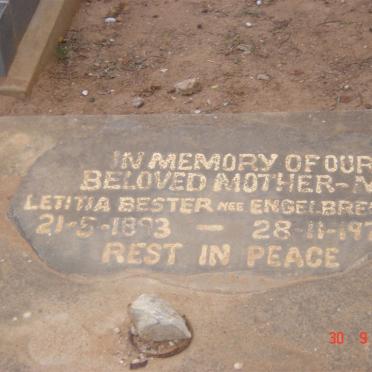 IN MEMORY OF OUR
BELOVED MOTHER-M
LETITIA BESTER NEE ENGELBRE
21-5-1893 — 28-11-197
REST IN PEACE
30 9